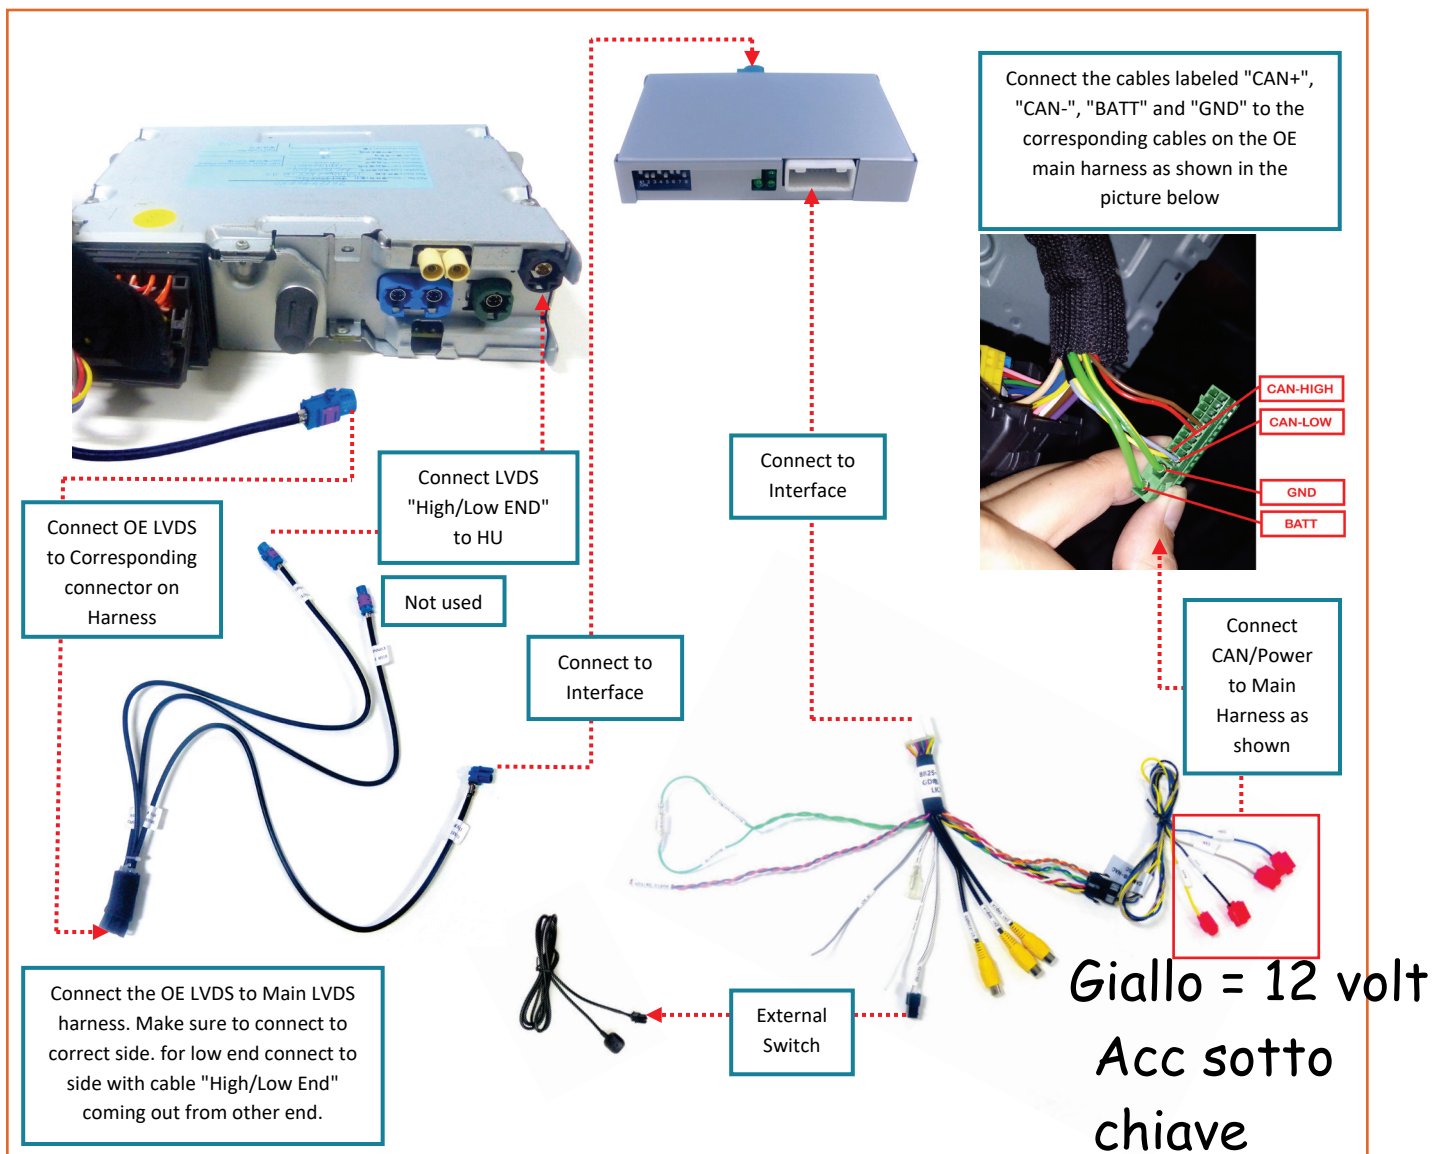 Connect the cables labeled "CAN+",
"CAN-", "BATT" and "GND" to the
corresponding cables on the OE
main harness as shown in the
picture below
CAN-HIGH
CAN-LOW
GND
BATT
Connect LVDS
"High/Low END"
to HU
Connect to
Interface
Connect OE LVDS
to Corresponding
connector on
Harness
Not used
Connect to
Interface
Connect
CAN/Power
to Main
Harness as
shown
Connect the OE LVDS to Main LVDS
harness. Make sure to connect to
correct side. for low end connect to
side with cable "High/Low End"
coming out from other end.
External
Switch
Giallo = 12 volt
Acc sotto
chiave